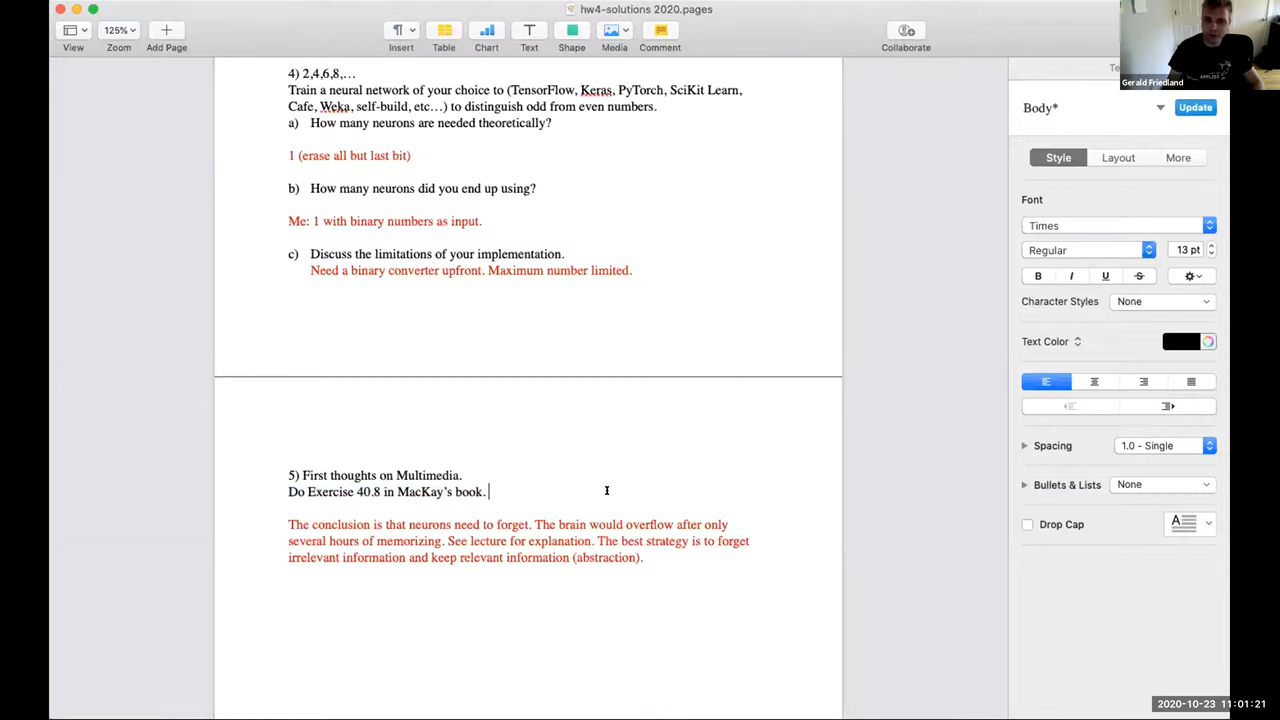 hw4-solutions 2020.pages
125%
View
Zoom
Add Page
Insert
Table
Chart
Text
Shape
Media
Comment
Collaborate
Gerald Friedland
4) 2,4,6,8,…
Train a neural network of your choice to (TensorFlow, Keras, PyTorch, SciKit Learn,
Cafe, Weka, self-build, etc…) to distinguish odd from even numbers.
a) How many neurons are needed theoretically?
1 (erase all but last bit)
b) How many neurons did you end up using?
Me: 1 with binary numbers as input.
c) Discuss the limitations of your implementation.
Need a binary converter upfront. Maximum number limited.
5) First thoughts on Multimedia.
Do Exercise 40.8 in MacKay's book.
The conclusion is that neurons need to forget. The brain would overflow after only
several hours of memorizing. See lecture for explanation. The best strategy is to forget
irrelevant information and keep relevant information (abstraction).
Body*
Update
Style
Layout
More
Font
Times
Regular
13 pt
B I U S
Character Styles
None
Text Color
Spacing
1.0 - Single
Bullets & Lists
None
Drop Cap
A
2020-10-23 11:01:21